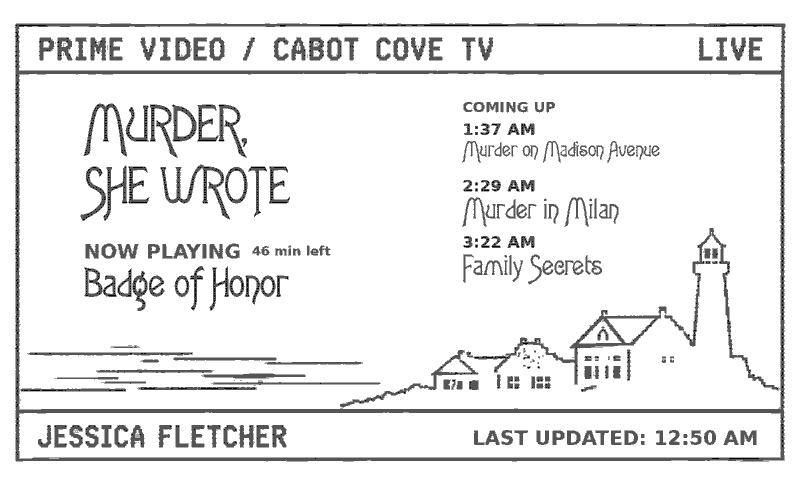 PRIME VIDEO / CABOT COVE TV LIVE
MURDER,
SHE WROTE
NOW PLAYING 46 min left
Badge of Honor
COMING UP
1:37 AM
Murder on Madison Avenue
2:29 AM
Murder in Milan
3:22 AM
Family Secrets
JESSICA FLETCHER LAST UPDATED: 12:50 AM